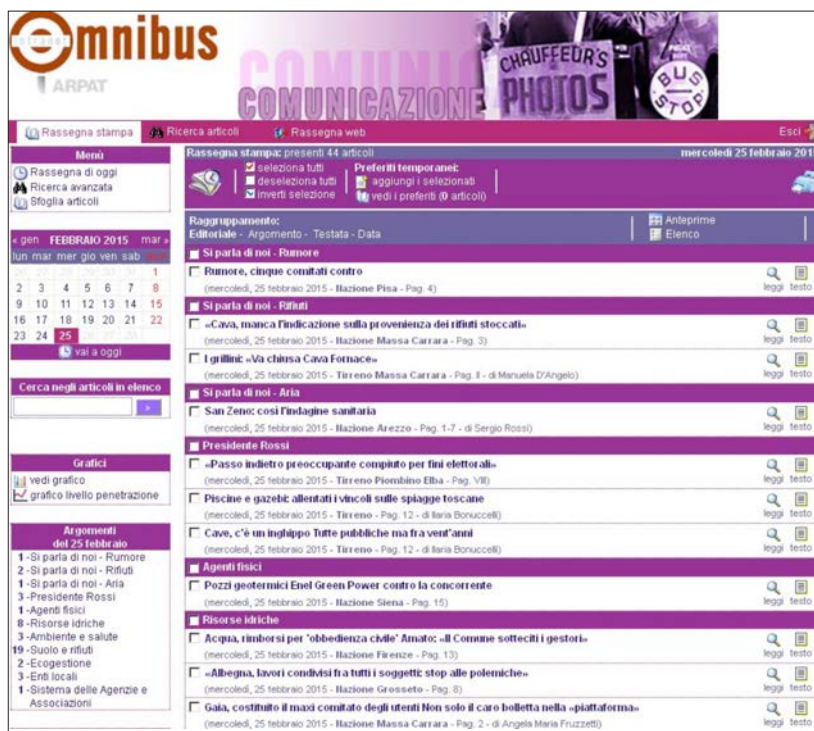 Omnibus
intranet
ARPAT
COMUNICAZIONE
CHAUFFEUR'S
PHOTOS
BUS
STOP
Rassegna stampa
Ricerca articoli
Rassegna web
Esci
Menù
Rassegna di oggi
Ricerca avanzata
Sfoglia articoli
« gen FEBBRAIO 2015 mar »
lun mar mer gio ven sab
1
2 3 4 5 6 7 8
9 10 11 12 13 14 15
16 17 18 19 20 21 22
23 24 25
vai a oggi
Cerca negli articoli in elenco
»
Grafici
vedi grafico
grafico livello penetrazione
Argomenti
del 25 febbraio
1 -Si parla di noi - Rumore
2 -Si parla di noi - Rifiuti
1 -Si parla di noi - Aria
3 -Presidente Rossi
1 -Agenti fisici
8 -Risorse idriche
3 -Ambiente e salute
19 -Suolo e rifiuti
2 -Ecogestione
3 -Enti locali
1 -Sistema delle Agenzie e
Associazioni
Rassegna stampa: presenti 44 articoli
mercoledì 25 febbraio 201
seleziona tutti
deseleziona tutti
inverti selezione
Preferiti temporanei:
aggiungi i selezionati
vedi i preferiti (0 articoli)
Raggruppamento:
Editoriale - Argomento - Testata - Data
Anteprime
Elenco
Si parla di noi - Rumore
Rumore, cinque comitati contro
(mercoledì, 25 febbraio 2015 - Nazione Pisa - Pag. 4)
leggi testo
Si parla di noi - Rifiuti
«Cava, manca l'indicazione sulla provenienza dei rifiuti stoccati»
(mercoledì, 25 febbraio 2015 - Nazione Massa Carrara - Pag. 3)
leggi testo
I grillini: «Va chiusa Cava Fornace»
(mercoledì, 25 febbraio 2015 - Tirreno Massa Carrara - Pag. II - di Manuela D'Angelo)
leggi testo
Si parla di noi - Aria
San Zeno: così l'indagine sanitaria
(mercoledì, 25 febbraio 2015 - Nazione Arezzo - Pag. 1-7 - di Sergio Rossi)
leggi testo
Presidente Rossi
«Passo indietro preoccupante compiuto per fini elettorali»
(mercoledì, 25 febbraio 2015 - Tirreno Piombino Elba - Pag. VII)
leggi testo
Piscine e gazebi: allentati i vincoli sulle spiagge toscane
(mercoledì, 25 febbraio 2015 - Tirreno - Pag. 12 - di Ilaria Bonuccelli)
leggi testo
Cave, c'è un inghippo Tutte pubbliche ma fra vent'anni
(mercoledì, 25 febbraio 2015 - Tirreno - Pag. 12 - di Ilaria Bonuccelli)
leggi testo
Agenti fisici
Pozzi geotermici Enel Green Power contro la concorrente
(mercoledì, 25 febbraio 2015 - Nazione Siena - Pag. 15)
leggi testo
Risorse idriche
Acqua, rimborsi per 'obbedienza civile' Amato: «Il Comune solleciti i gestori»
(mercoledì, 25 febbraio 2015 - Nazione Firenze - Pag. 13)
leggi testo
«Albegna, lavori condivisi fra tutti i soggetti: stop alle polemiche»
(mercoledì, 25 febbraio 2015 - Nazione Grosseto - Pag. 8)
leggi testo
Gaia, costituito il maxi comitato degli utenti Non solo il caro bolletta nella «piattaforma»
(mercoledì, 25 febbraio 2015 - Nazione Massa Carrara - Pag. 2 - di Angela Maria Fruzzetti)
leggi testo